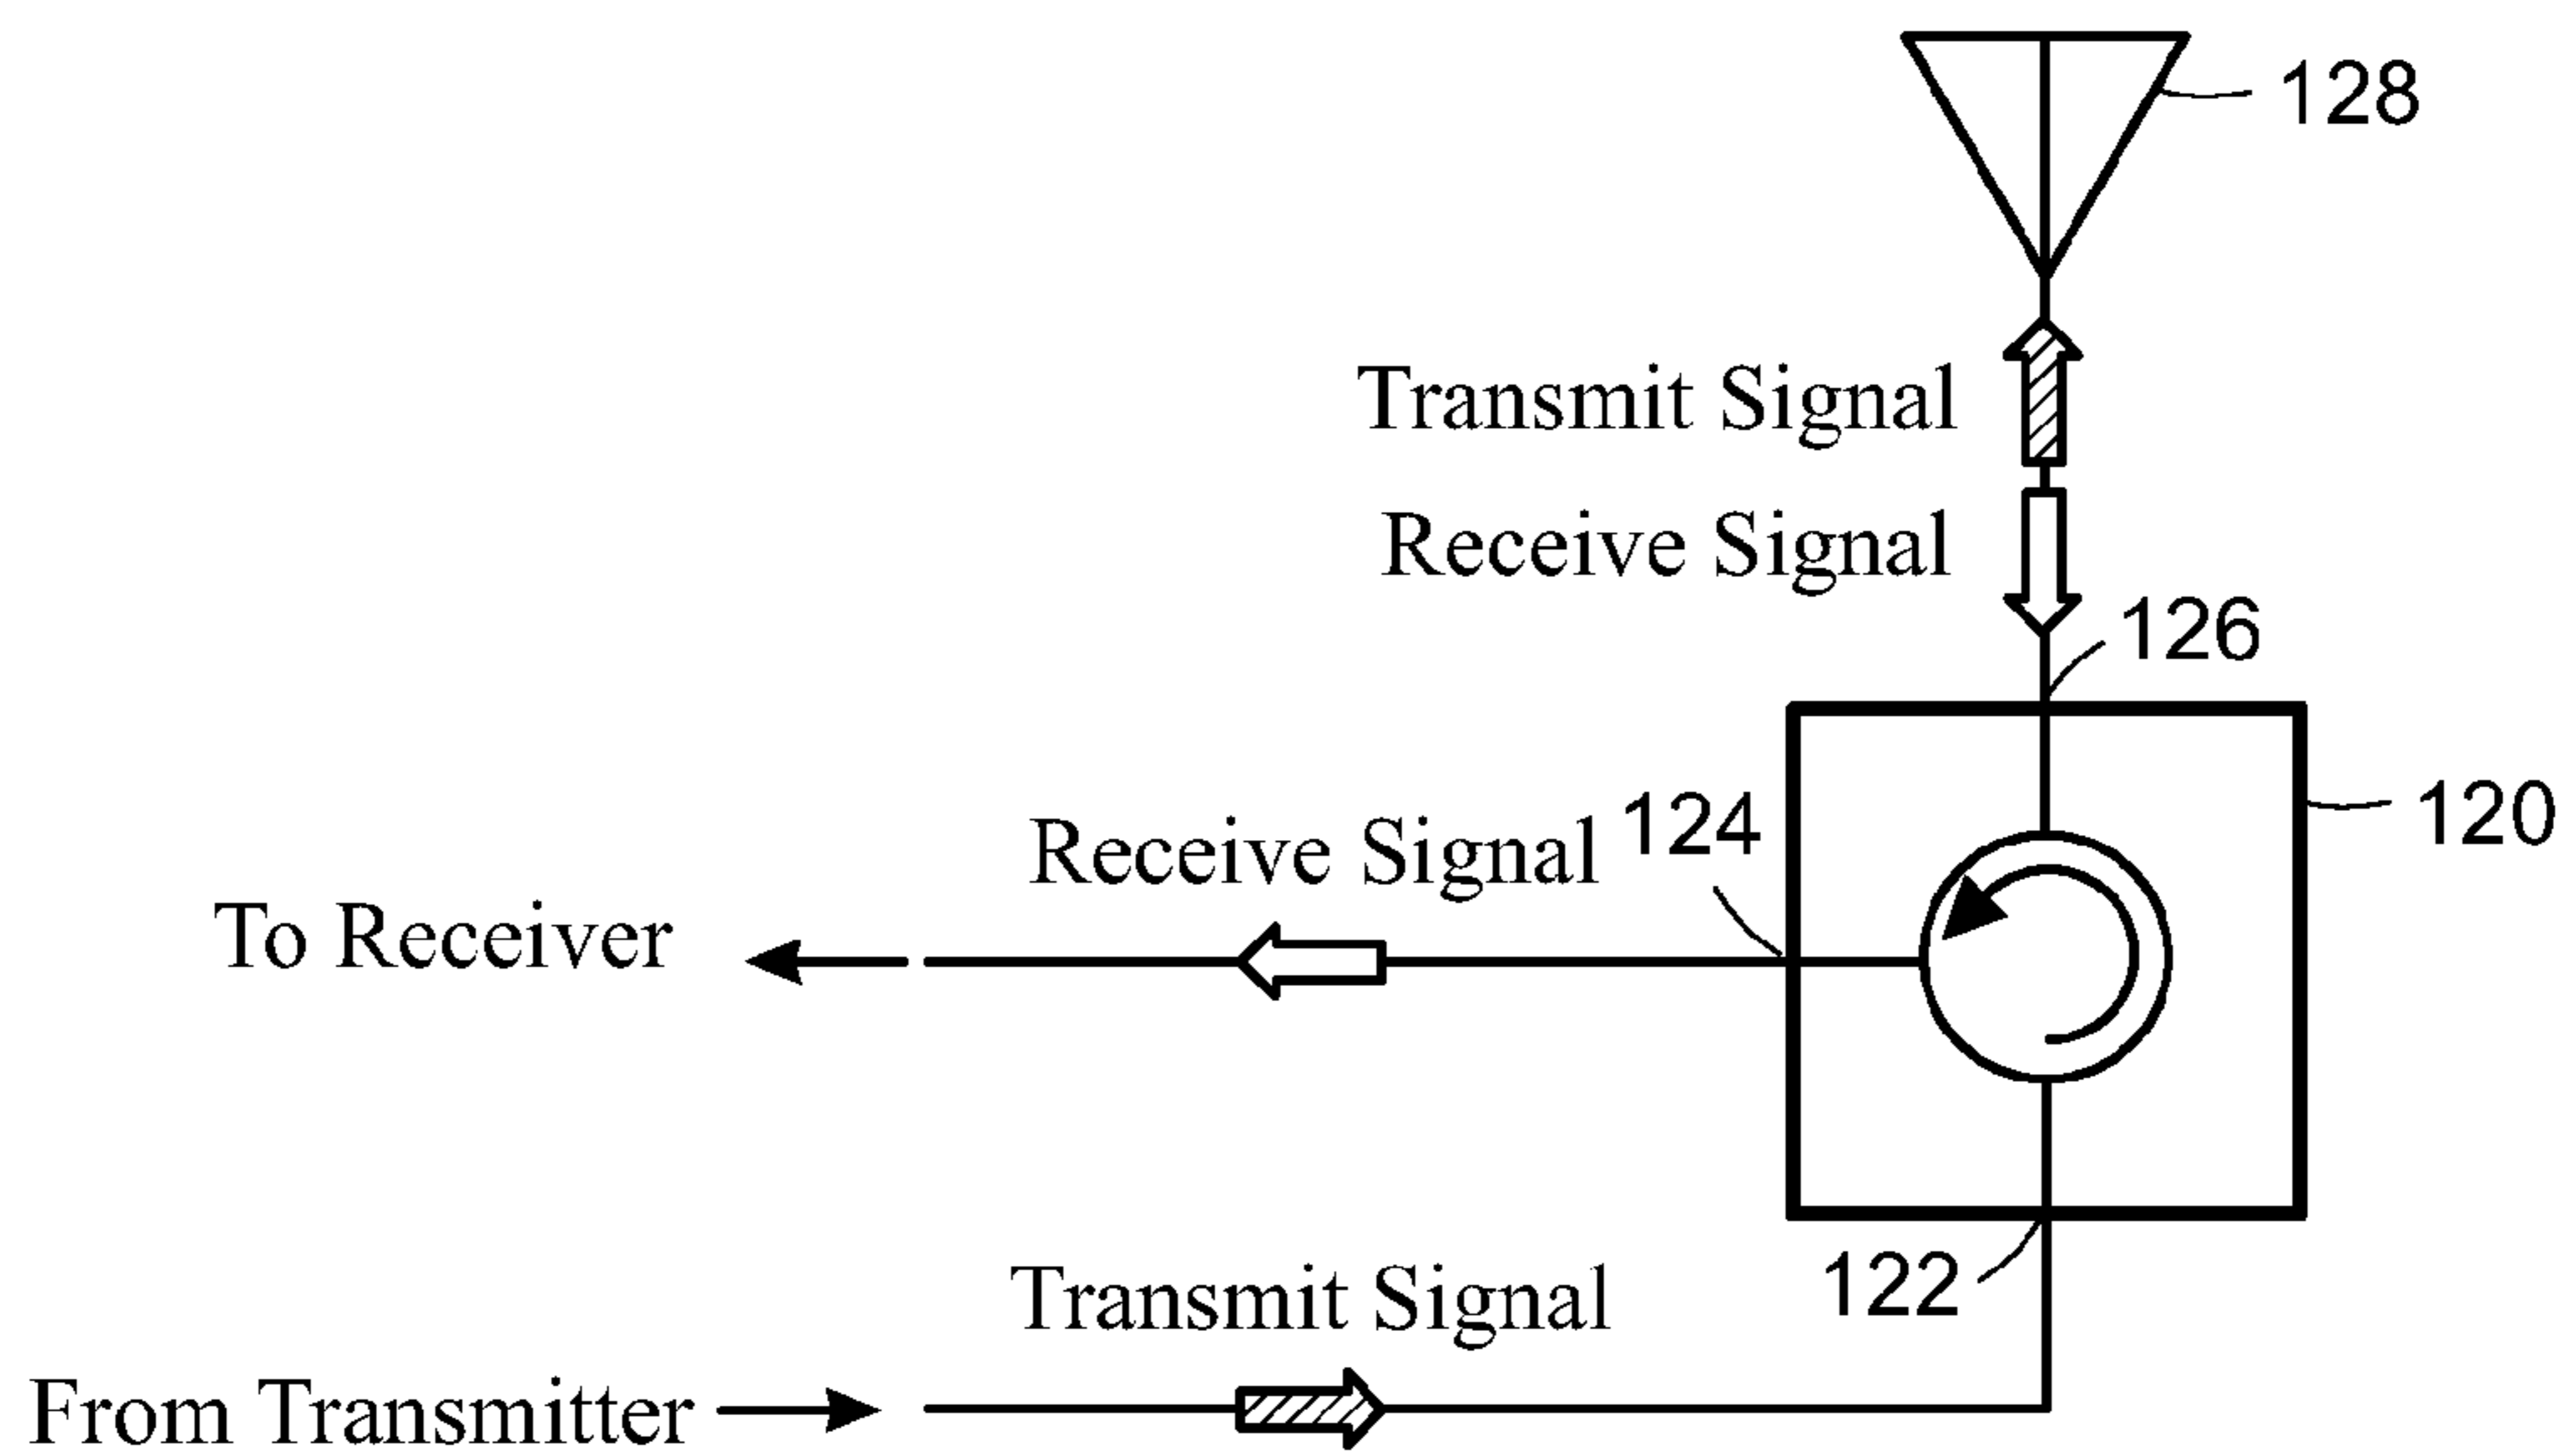 128
Transmit Signal
Receive Signal
126
120
Receive Signal
124
To Receiver
122
Transmit Signal
From Transmitter